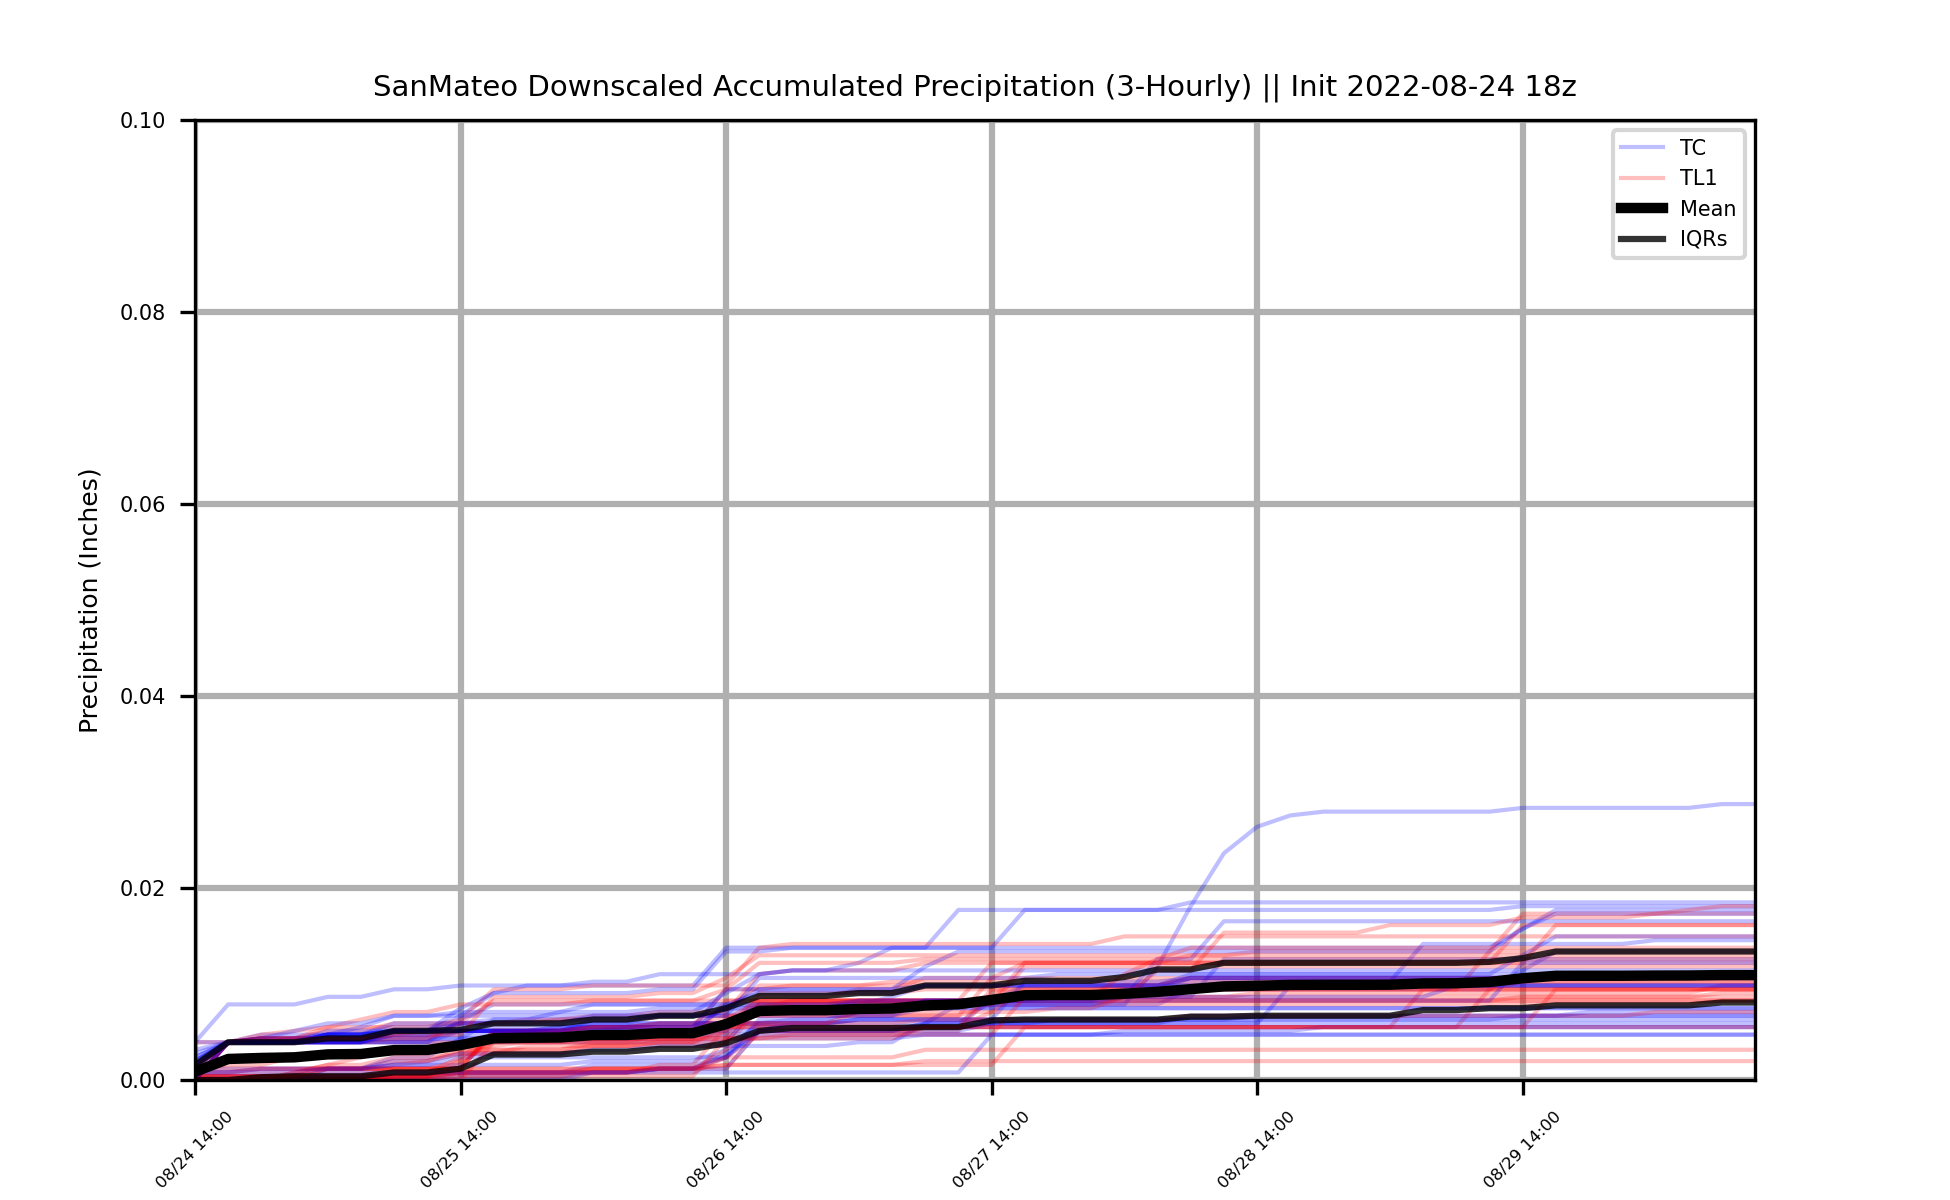 SanMateo Downscaled Accumulated Precipitation (3-Hourly) || Init 2022-08-24 18z
0.10
TC
TL1
Mean
IQRs
0.08
0.06
Precipitation (Inches)
0.04
0.02
0.00
08/24 14:00
08/25 14:00
08/26 14:00
08/27 14:00
08/28 14:00
08/29 14:00